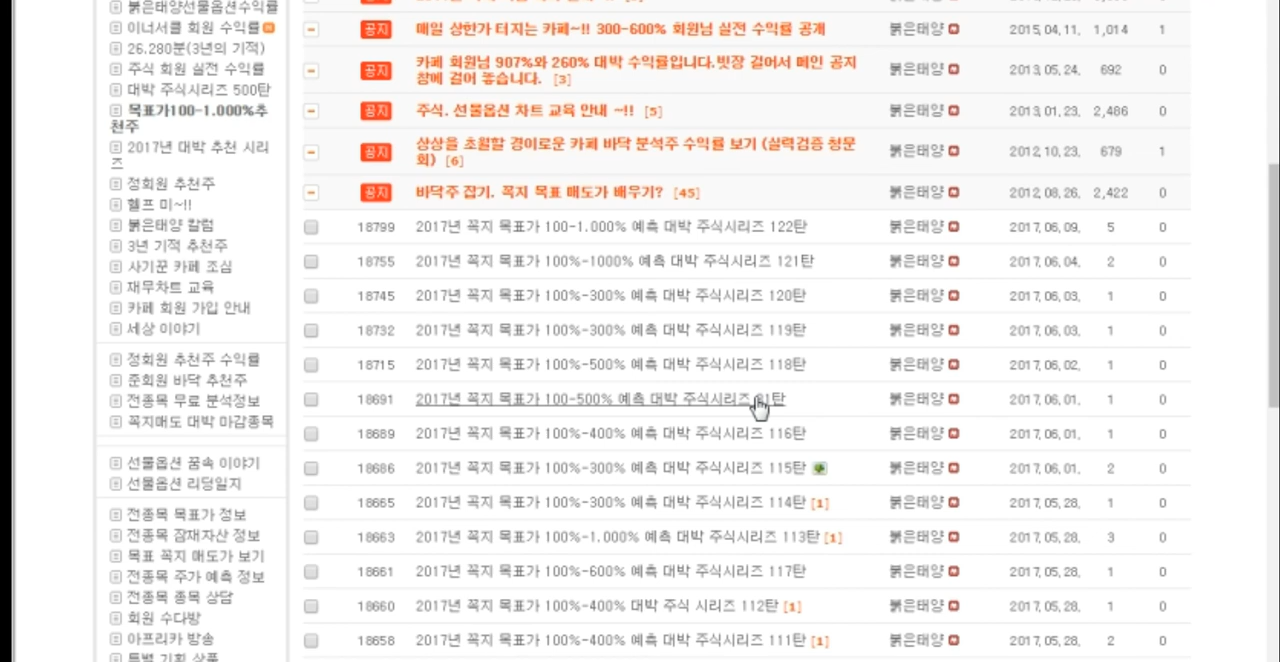 붉은태양선물옵션수익률
이너서클 회원 수익률
26.280분(3년의 기적)
주식 회원 실전 수익률
대박 주식시리즈 500탄
목표가100-1.000%추
천주
2017년 대박 추천 시리
즈
정회원 추천주
헬프 미~!!
붉은태양 칼럼
3년 기적 추천주
사기꾼 카페 조심
재무차트 교육
카페 회원 가입 안내
세상 이야기
정회원 추천주 수익률
준회원 바닥 추천주
전종목 무료 분석정보
꼭지매도 대박 마감종목
선물옵션 꿈속 이야기
선물옵션 리딩일지
전종목 목표가 정보
전종목 잠재자산 정보
목표 꼭지 매도가 보기
전종목 주가 예측 정보
전종목 종목 상담
회원 수다방
아프리카 방송
특별 기획 상품
공지 매일 상한가 터지는 카페~!! 300-600% 회원님 실전 수익률 공개 붉은태양 2015.04.11. 1,014 1
공지 카페 회원님 907%와 260% 대박 수익률입니다.빗장 걸어서 메인 공지
창에 걸어 놓습니다. [3] 붉은태양 2013.05.24. 692 0
공지 주식. 선물옵션 차트 교육 안내 ~!! [5] 붉은태양 2013.01.23. 2,486 0
공지 상상을 초월할 경이로운 카페 바닥 분석주 수익률 보기 (실력검증 청문
회) [6] 붉은태양 2012.10.23. 679 1
공지 바닥주 잡기. 꼭지 목표 매도가 배우기? [45] 붉은태양 2012.08.26. 2,422 0
18799 2017년 꼭지 목표가 100-1.000% 예측 대박 주식시리즈 122탄 붉은태양 2017.06.09. 5 0
18755 2017년 꼭지 목표가 100%-1000% 예측 대박 주식시리즈 121탄 붉은태양 2017.06.04. 2 0
18745 2017년 꼭지 목표가 100%-300% 예측 대박 주식시리즈 120탄 붉은태양 2017.06.03. 1 0
18732 2017년 꼭지 목표가 100%-300% 예측 대박 주식시리즈 119탄 붉은태양 2017.06.03. 1 0
18715 2017년 꼭지 목표가 100%-500% 예측 대박 주식시리즈 118탄 붉은태양 2017.06.02. 1 0
18691 2017년 꼭지 목표가 100-500% 예측 대박 주식시리즈 붉은태양 2017.06.01. 1 0
18689 2017년 꼭지 목표가 100%-400% 예측 대박 주식시리즈 116탄 붉은태양 2017.06.01. 1 0
18686 2017년 꼭지 목표가 100%-300% 예측 대박 주식시리즈 115탄 붉은태양 2017.06.01. 2 0
18665 2017년 꼭지 목표가 100%-300% 예측 대박 주식시리즈 114탄 [1] 붉은태양 2017.05.28. 1 0
18663 2017년 꼭지 목표가 100%-1.000% 예측 대박 주식시리즈 113탄 [1] 붉은태양 2017.05.28. 3 0
18661 2017년 꼭지 목표가 100%-600% 예측 대박 주식시리즈 117탄 붉은태양 2017.05.28. 1 0
18660 2017년 꼭지 목표가 100%-400% 대박 주식 시리즈 112탄 [1] 붉은태양 2017.05.28. 1 0
18658 2017년 꼭지 목표가 100%-400% 예측 대박 주식시리즈 111탄 [1] 붉은태양 2017.05.28. 2 0